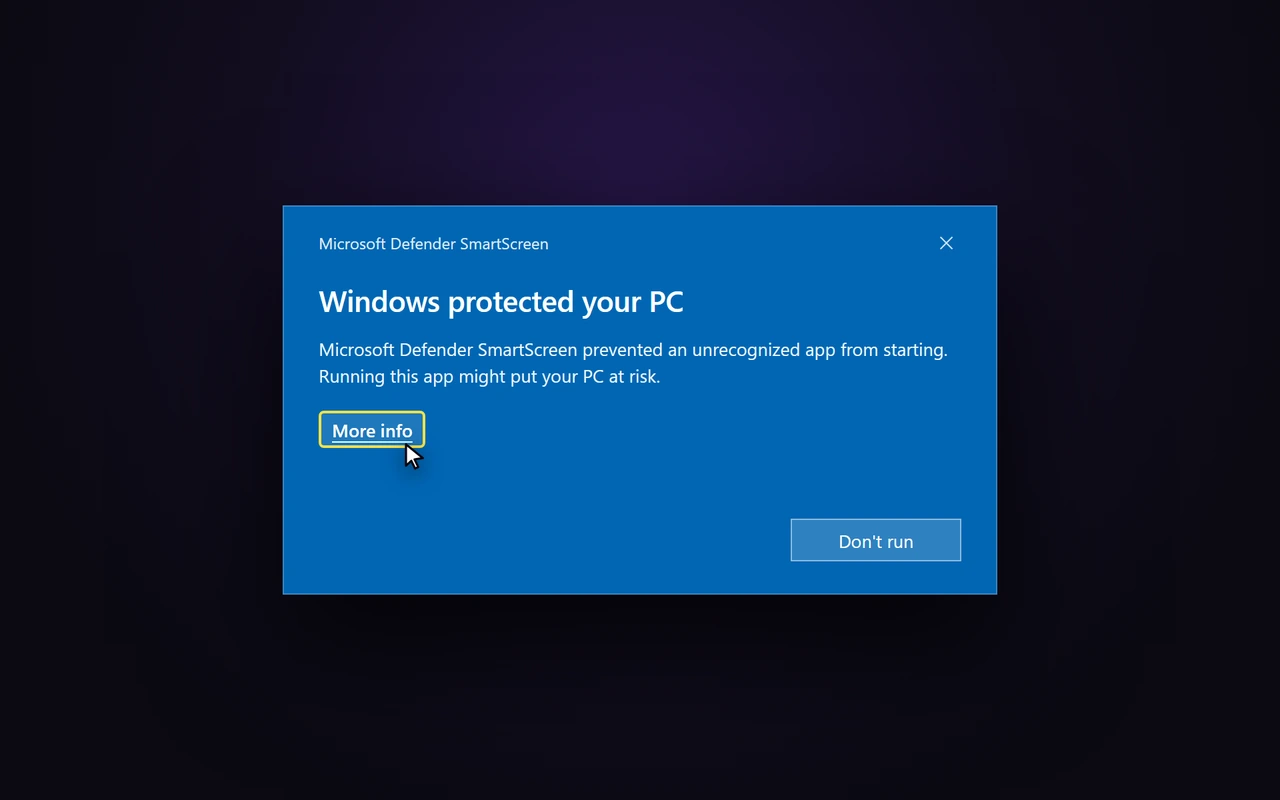 Microsoft Defender SmartScreen
Windows protected your PC
Microsoft Defender SmartScreen prevented an unrecognized app from starting.
Running this app might put your PC at risk.
More info
Don't run